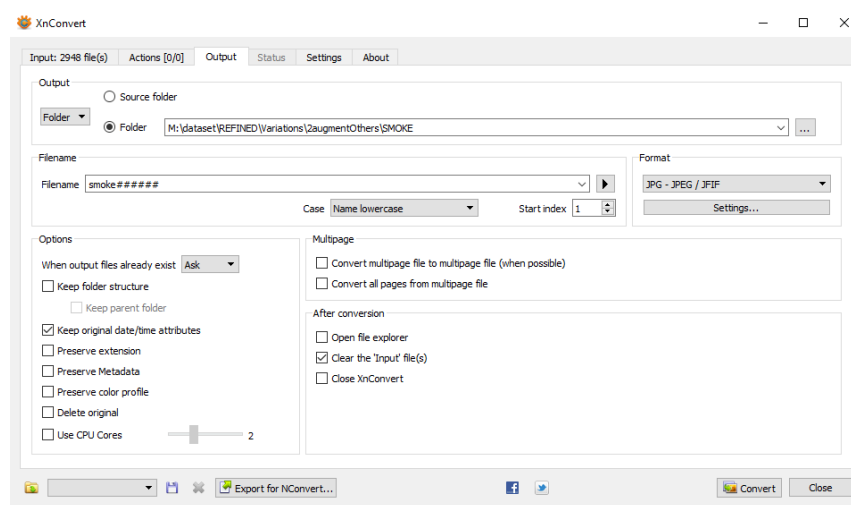 XnConvert
Input: 2948 file(s) Actions [0/0] Output Status Settings About
Output
Source folder
Folder
Folder M:\dataset\REFINED\Variations\2augmentOthers\SMOKE ...
Filename
Filename smoke######
Case Name lowercase Start index 1
Format
JPG - JPEG / JFIF
Settings...
Options
When output files already exist Ask
Keep folder structure
Keep parent folder
Keep original date/time attributes
Preserve extension
Preserve Metadata
Preserve color profile
Delete original
Use CPU Cores 2
Multipage
Convert multipage file to multipage file (when possible)
Convert all pages from multipage file
After conversion
Open file explorer
Clear the 'Input' file(s)
Close XnConvert
Export for NConvert... Convert Close